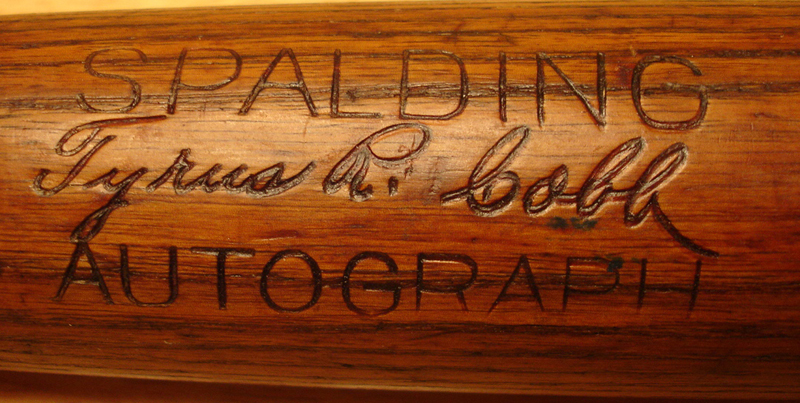 SPALDING
Tyrus R. Cobb
AUTOGRAPH